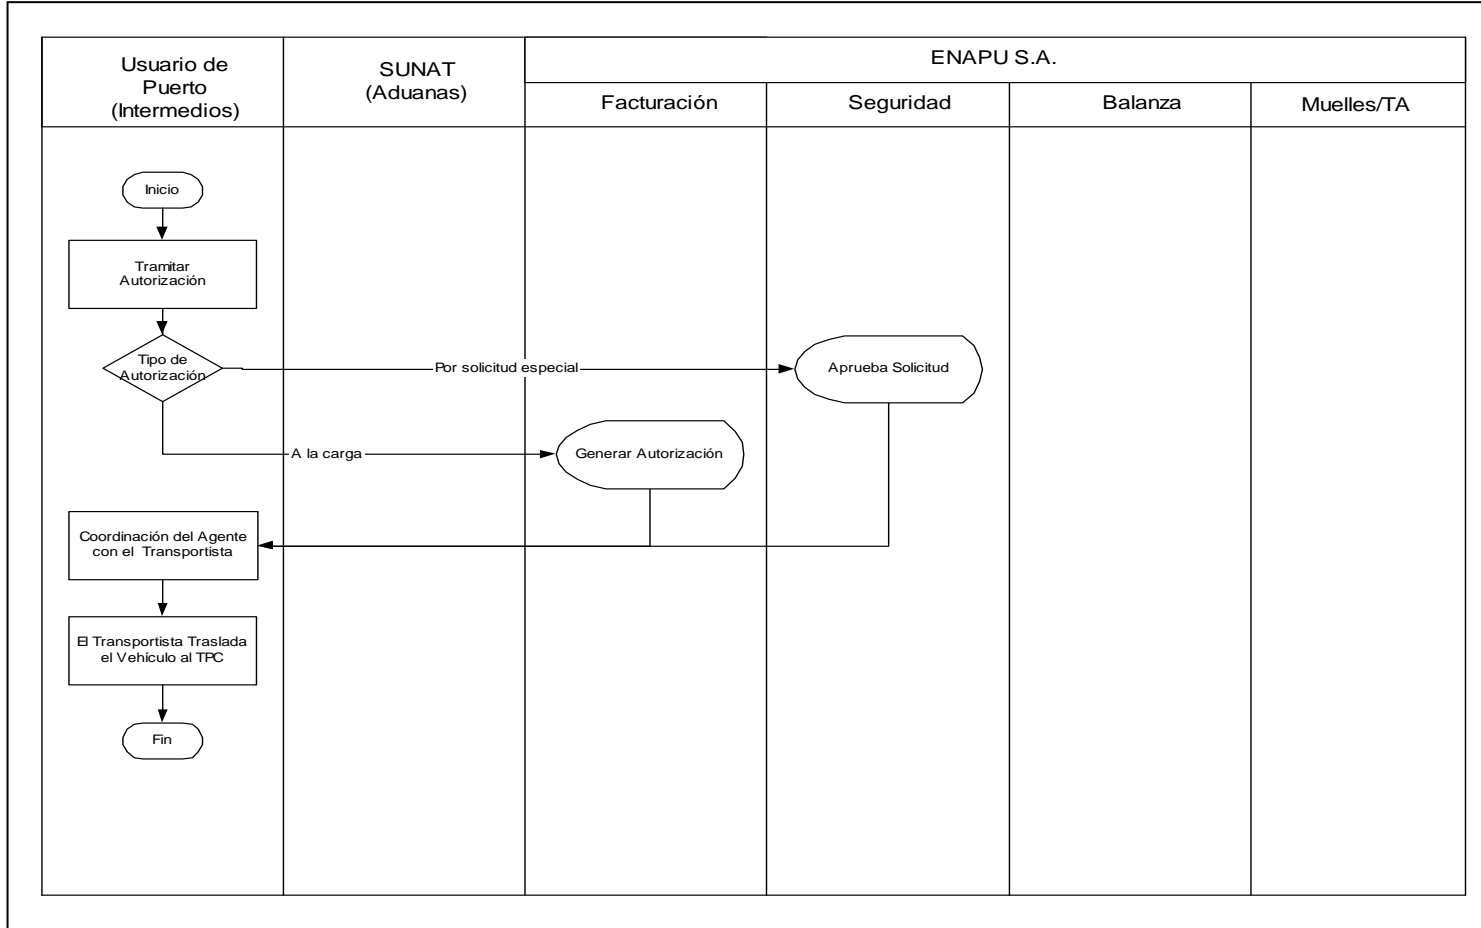 Usuario de
Puerto
(Intermedios)
SUNAT
(Aduanas)
ENAPU S.A.
Facturación
Seguridad
Balanza
Muelles/TA
Inicio
Tramitar
Autorización
Tipo de
Autorización
Por solicitud especial
Aprueba Solicitud
A la carga
Generar Autorización
Coordinación del Agente
con el Transportista
El Transportista Traslada
el Vehículo al TPC
Fin